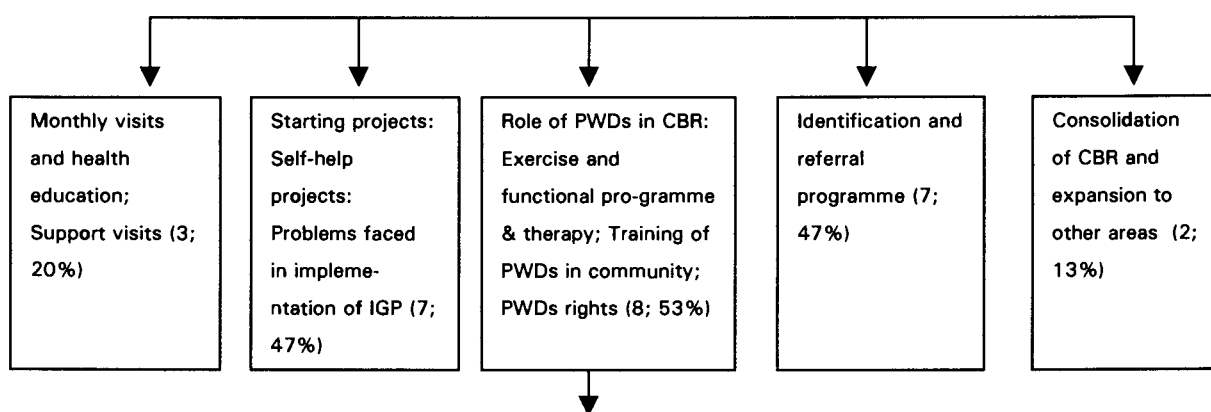 Monthly visits
and health
education;
Support visits (3;
20%)
Starting projects:
Self-help
projects:
Problems faced
in impleme-
ntation of IGP (7;
47%)
Role of PWDs in CBR:
Exercise and
functional pro-gramme
& therapy; Training of
PWDs in community;
PWDs rights (8; 53%)
Identification and
referral
programme (7;
47%)
Consolidation
of CBR and
expansion to
other areas (2;
13%)